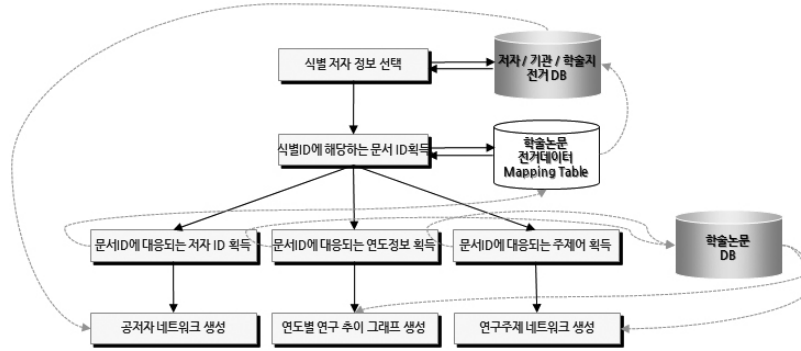 식별 저자 정보 선택
저자 / 기관 / 학술지
전거 DB
식별ID에 해당하는 문서 ID획득
학술논문
전거데이터
Mapping Table
문서ID에 대응되는 저자 ID 획득
문서ID에 대응되는 연도정보 획득
문서ID에 대응되는 주제어 획득
학술논문
DB
공저자 네트워크 생성
연도별 연구 추이 그래프 생성
연구주제 네트워크 생성